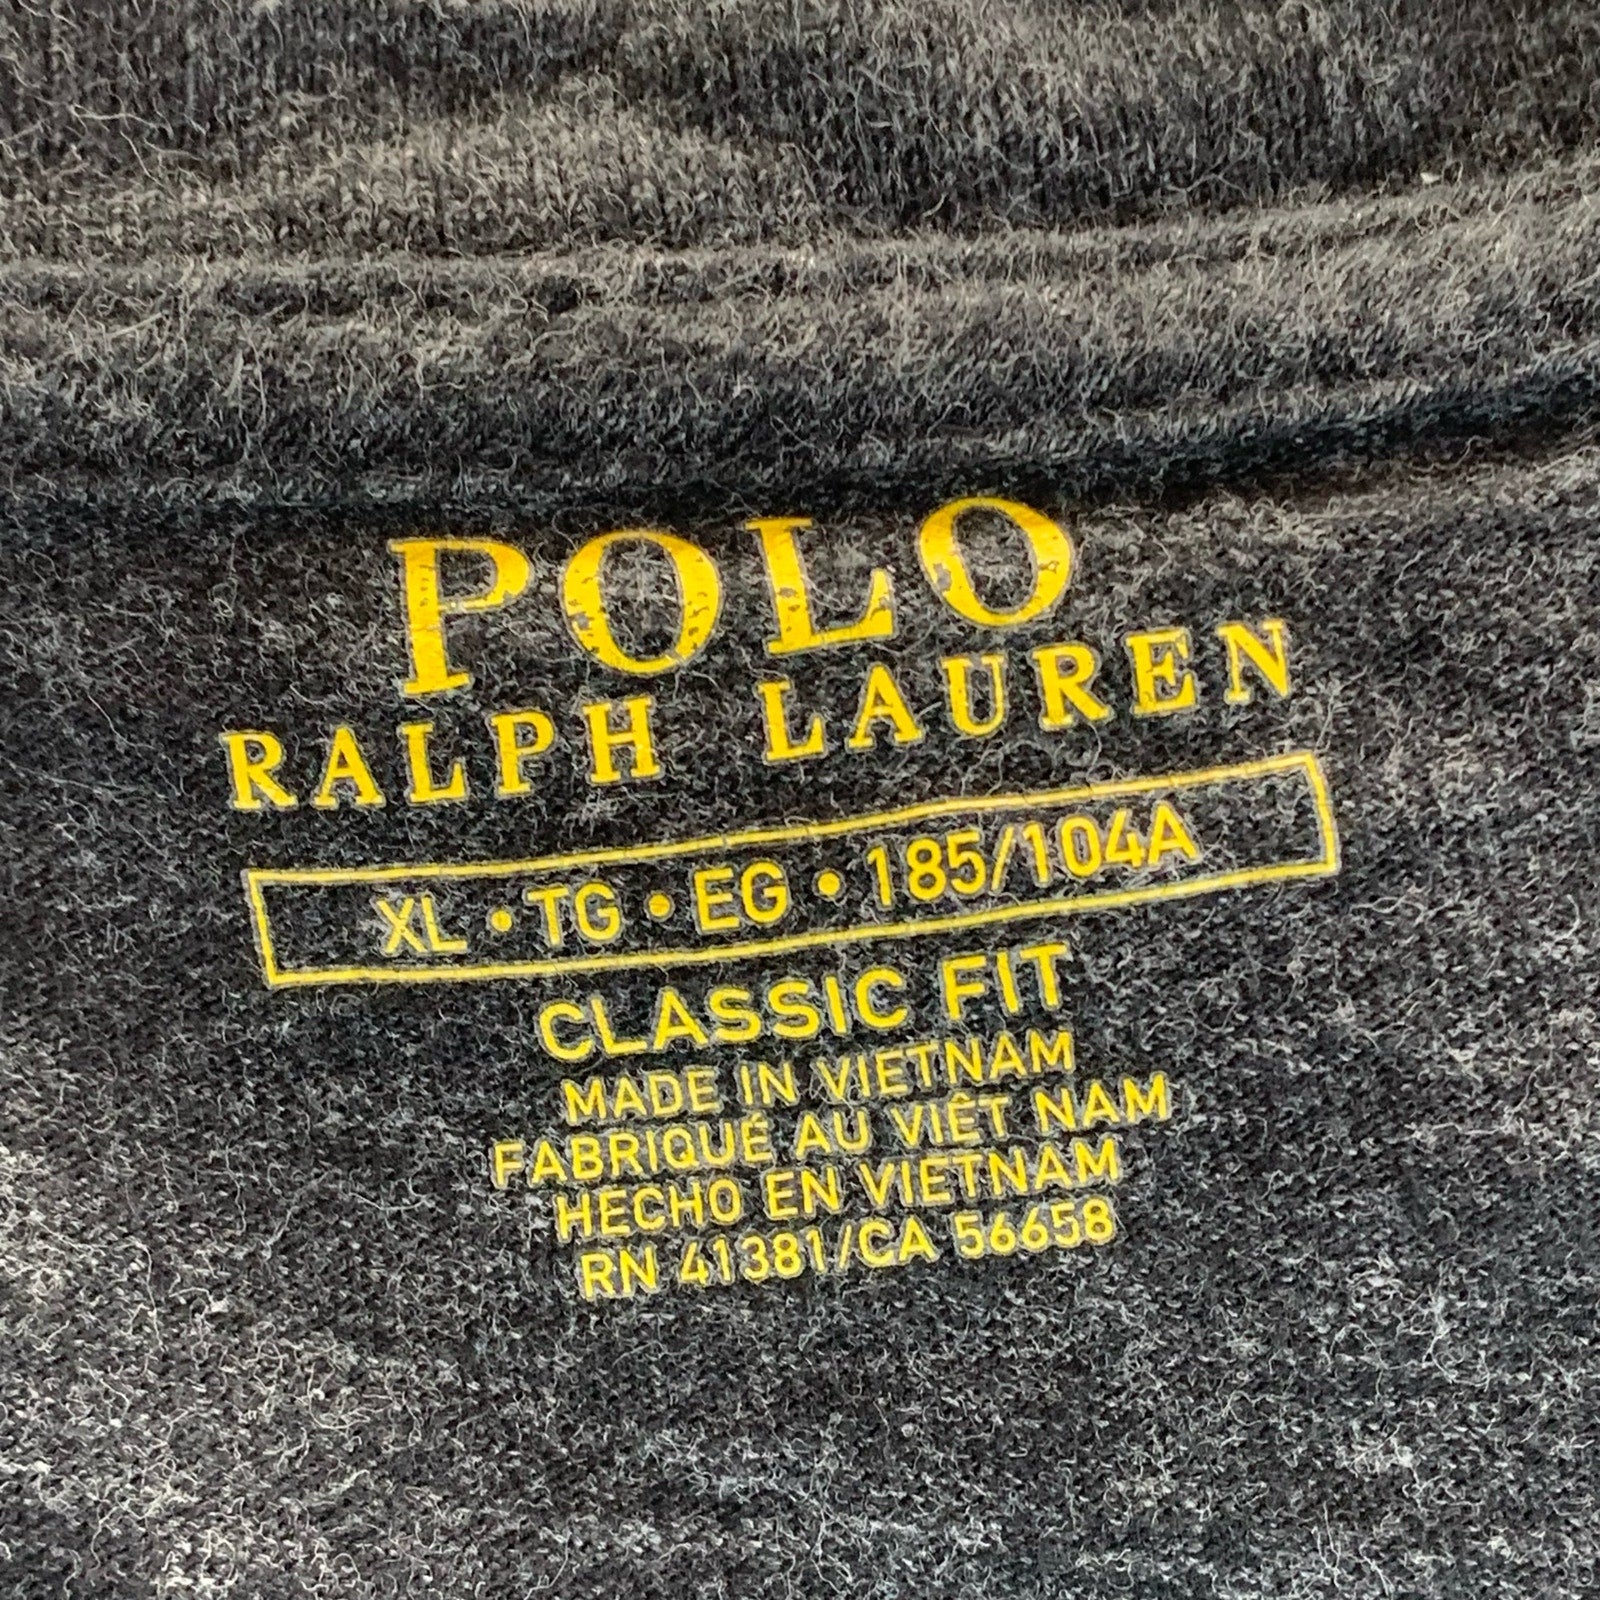 POLO
RALPH LAUREN
XL • TG • EG • 185/104A
CLASSIC FIT
MADE IN VIETNAM
FABRIQUÉ AU VIÊT NAM
HECHO EN VIETNAM
RN 41381/CA 56658